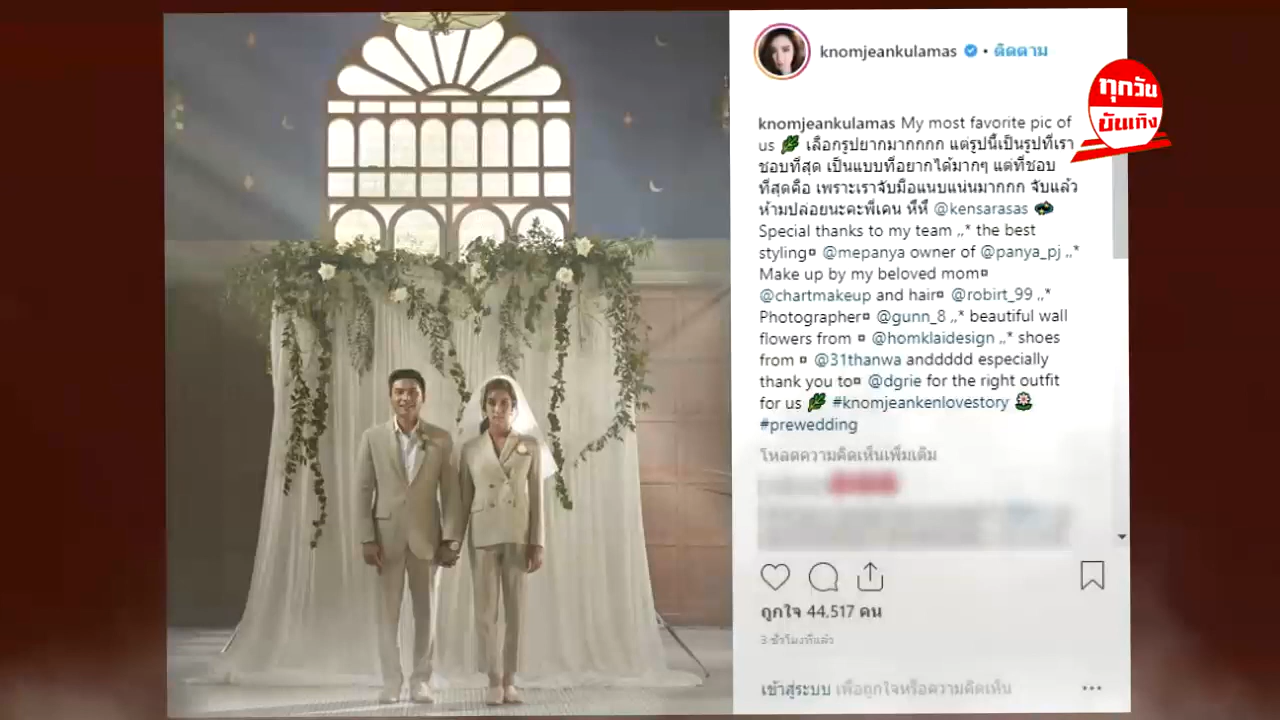 knomjeankulamas • ติดตาม
ทุกวัน
บันเทิง
knomjeankulamas My most favorite pic of
us 🌿 เลือกรูปยากมากกกก แต่รูปนี้เป็นรูปที่เรา
ชอบที่สุด เป็นแบบที่อยากได้มากๆ แต่ที่ชอบ
ที่สุดคือ เพราะเราจับมือแนบแน่นมากกก จับแล้ว
ห้ามปล่อยนะคะพี่เคน หึหึ @kensarasas
Special thanks to my team ,,* the best
styling¤ @mepanya owner of @panya_pj ,,*
Make up by my beloved mom¤
@chartmakeup and hair¤ @robirt_99 ,,*
Photographer¤ @gunn_8 ,,* beautiful wall
flowers from ¤ @homklaidesign ,,* shoes
from ¤ @31thanwa anddddd especially
thank you to¤ @dgrie for the right outfit
for us 🌿 #knomjeankenlovestory 🌸
#prewedding
โหลดความคิดเห็นเพิ่มเติม
ถูกใจ 44,517 คน
3 ชั่วโมงที่แล้ว
เข้าสู่ระบบ เพื่อถูกใจหรือความคิดเห็น